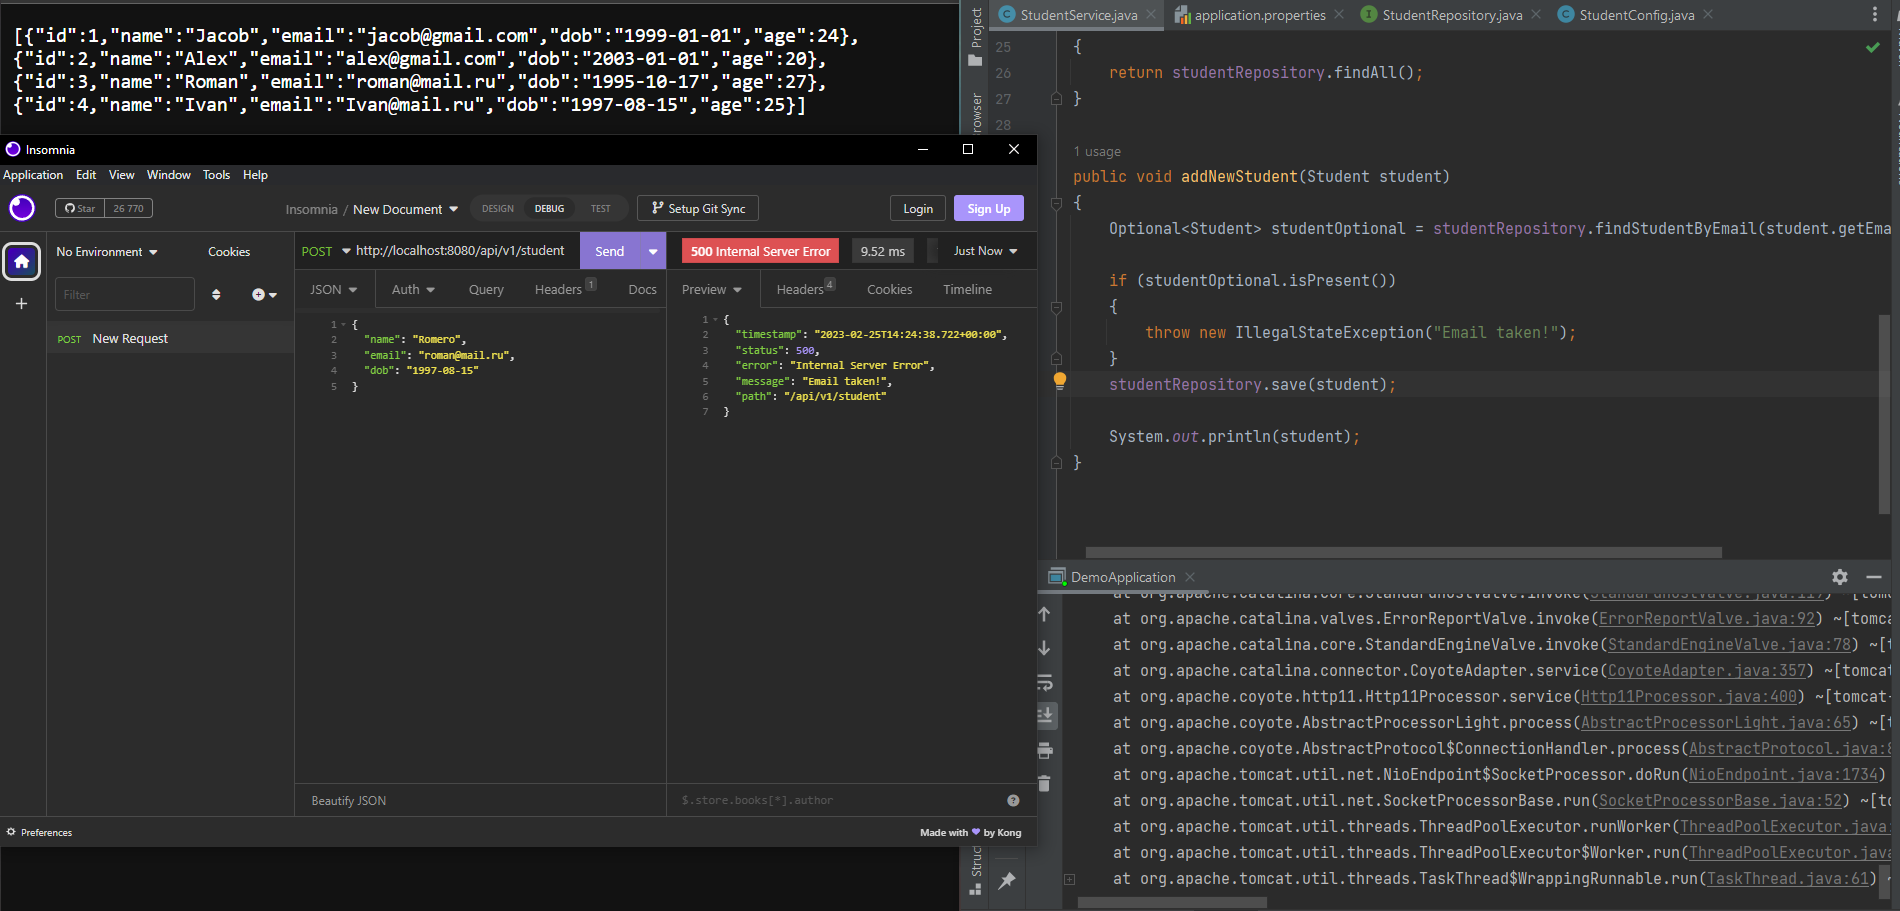 [{"id":1,"name":"Jacob","email":"jacob@gmail.com","dob":"1999-01-01","age":24},
{"id":2,"name":"Alex","email":"alex@gmail.com","dob":"2003-01-01","age":20},
{"id":3,"name":"Roman","email":"roman@mail.ru","dob":"1995-10-17","age":27},
{"id":4,"name":"Ivan","email":"Ivan@mail.ru","dob":"1997-08-15","age":25}]
Insomnia
Application Edit View Window Tools Help
Star 26 770
Insomnia / New Document
DESIGN DEBUG TEST
Setup Git Sync
Login
Sign Up
No Environment
Cookies
Filter
POST New Request
POST http://localhost:8080/api/v1/student
Send
JSON Auth Query Headers 1 Docs
1 {
2 "name": "Romero",
3 "email": "roman@mail.ru",
4 "dob": "1997-08-15"
5 }
Beautify JSON
500 Internal Server Error
9.52 ms
Just Now
Preview Headers 4 Cookies Timeline
1 {
2 "timestamp": "2023-02-25T14:24:38.722+00:00",
3 "status": 500,
4 "error": "Internal Server Error",
5 "message": "Email taken!",
6 "path": "/api/v1/student"
7 }
$.store.books[*].author
Preferences
Made with by Kong
Project
rowser
Struc
StudentService.java
application.properties
StudentRepository.java
StudentConfig.java
25 {
26 return studentRepository.findAll();
27 }
28
1 usage
public void addNewStudent(Student student)
{
Optional<Student> studentOptional = studentRepository.findStudentByEmail(student.getEma
if (studentOptional.isPresent())
{
throw new IllegalStateException("Email taken!");
}
studentRepository.save(student);
System.out.println(student);
}
DemoApplication
at org.apache.catalina.core.StandardHostValve.invoke(StandardHostValve.java:119) ~[tomc
at org.apache.catalina.valves.ErrorReportValve.invoke(ErrorReportValve.java:92) ~[tomca
at org.apache.catalina.core.StandardEngineValve.invoke(StandardEngineValve.java:78) ~[t
at org.apache.catalina.connector.CoyoteAdapter.service(CoyoteAdapter.java:357) ~[tomcat
at org.apache.coyote.http11.Http11Processor.service(Http11Processor.java:400) ~[tomcat-
at org.apache.coyote.AbstractProcessorLight.process(AbstractProcessorLight.java:65) ~[t
at org.apache.coyote.AbstractProtocol$ConnectionHandler.process(AbstractProtocol.java:8
at org.apache.tomcat.util.net.NioEndpoint$SocketProcessor.doRun(NioEndpoint.java:1734)
at org.apache.tomcat.util.net.SocketProcessorBase.run(SocketProcessorBase.java:52) ~[to
at org.apache.tomcat.util.threads.ThreadPoolExecutor.runWorker(ThreadPoolExecutor.java:
at org.apache.tomcat.util.threads.ThreadPoolExecutor$Worker.run(ThreadPoolExecutor.java
at org.apache.tomcat.util.threads.TaskThread$WrappingRunnable.run(TaskThread.java:61) ~